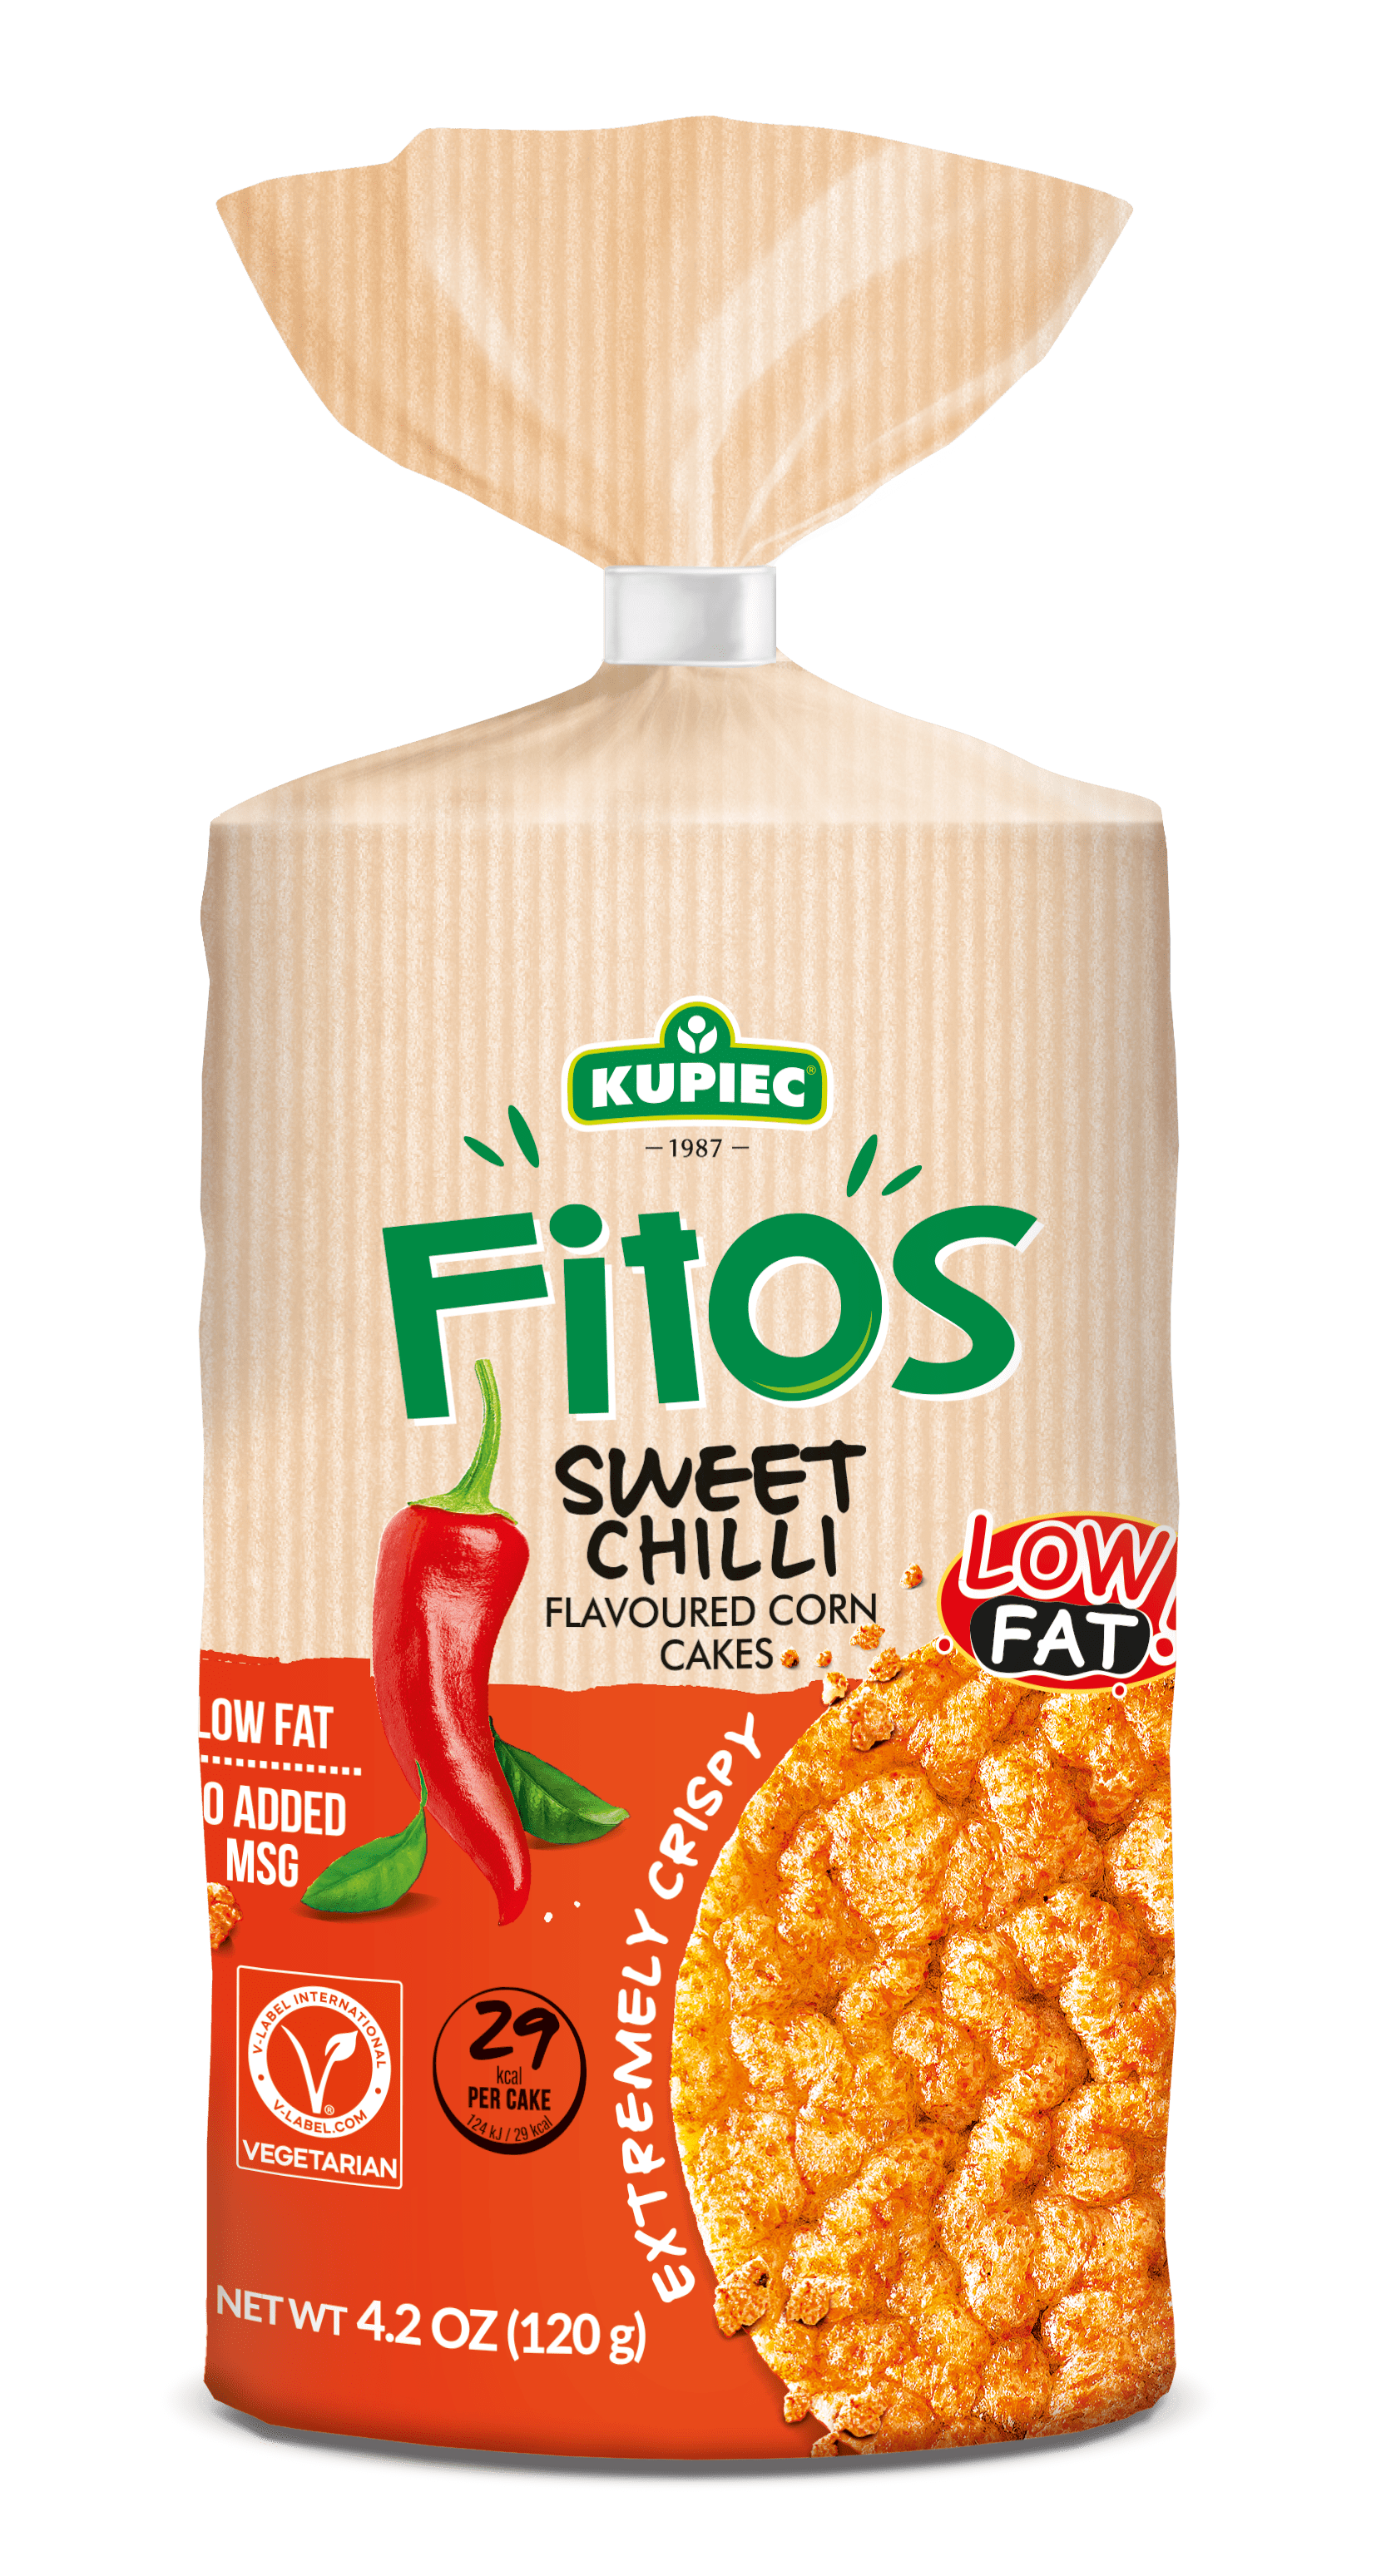 KUPIEC®
– 1987 –
Fitos
SWEET
CHILLI
FLAVOURED CORN
CAKES
LOW
FAT
LOW FAT
O ADDED
MSG
EXTREMELY CRISPY
V-LABEL INTERNATIONAL
V-LABEL.COM
VEGETARIAN
29
kcal
PER CAKE
124 kJ / 29 kcal
NET WT 4.2 OZ (120 g)